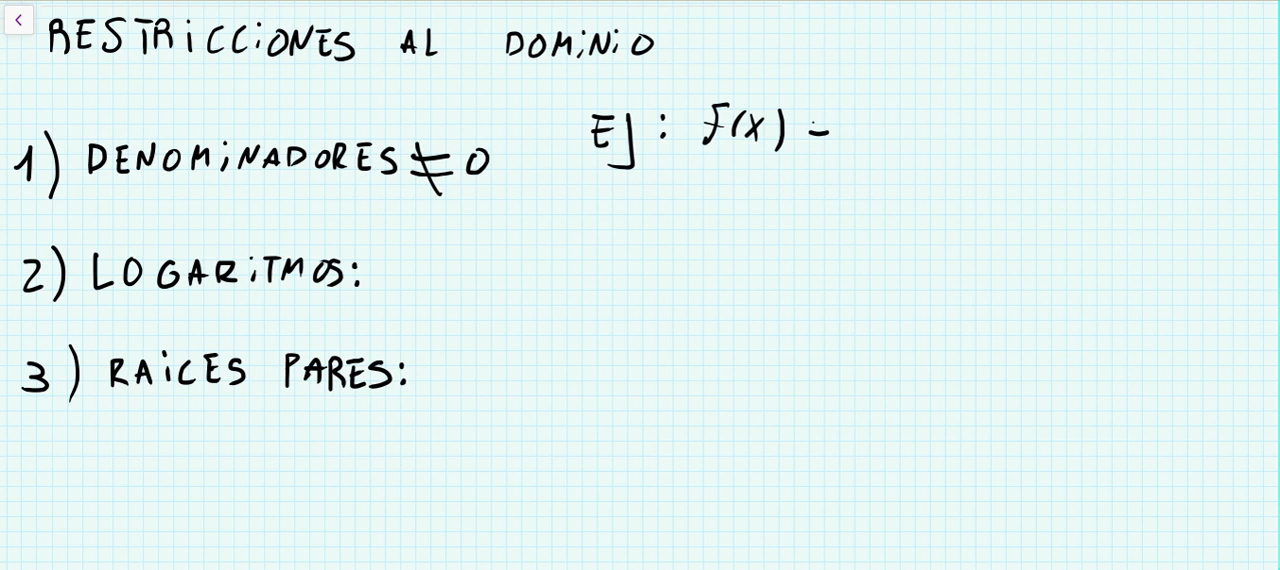 RESTRICCIONES AL DOMINIO
1) DENOMINADORES ≠ 0
EJ: f(x) =
2) LOGARITMOS:
3) RAICES PARES: